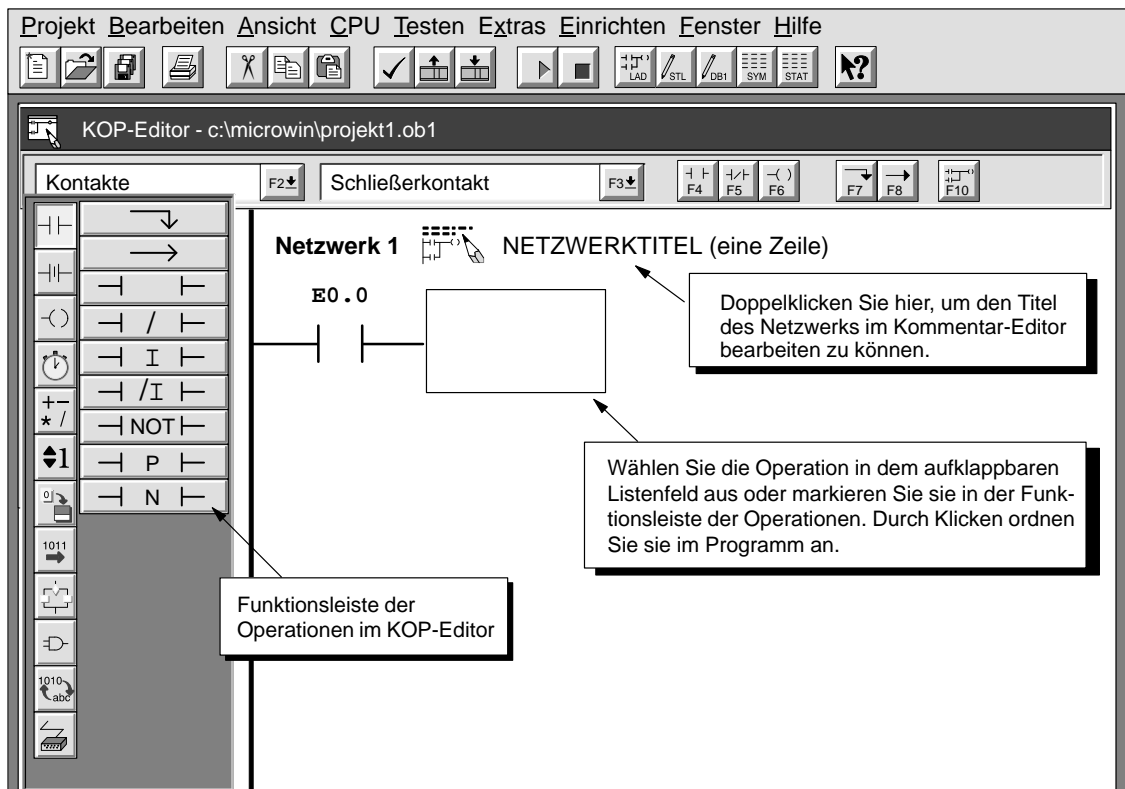 Projekt Bearbeiten Ansicht CPU Testen Extras Einrichten Fenster Hilfe
LAD STL DB1 SYM STAT
KOP-Editor - c:\microwin\projekt1.ob1
Kontakte F2 Schließerkontakt F3 F4 F5 F6 F7 F8 F10
Netzwerk 1 NETZWERKTITEL (eine Zeile)
E0.0
Doppelklicken Sie hier, um den Titel
des Netzwerks im Kommentar-Editor
bearbeiten zu können.
/
I
/I
NOT
P
N
+−
* /
1
0
1011
1010
abc
Wählen Sie die Operation in dem aufklappbaren
Listenfeld aus oder markieren Sie sie in der Funk-
tionsleiste der Operationen. Durch Klicken ordnen
Sie sie im Programm an.
Funktionsleiste der
Operationen im KOP-Editor